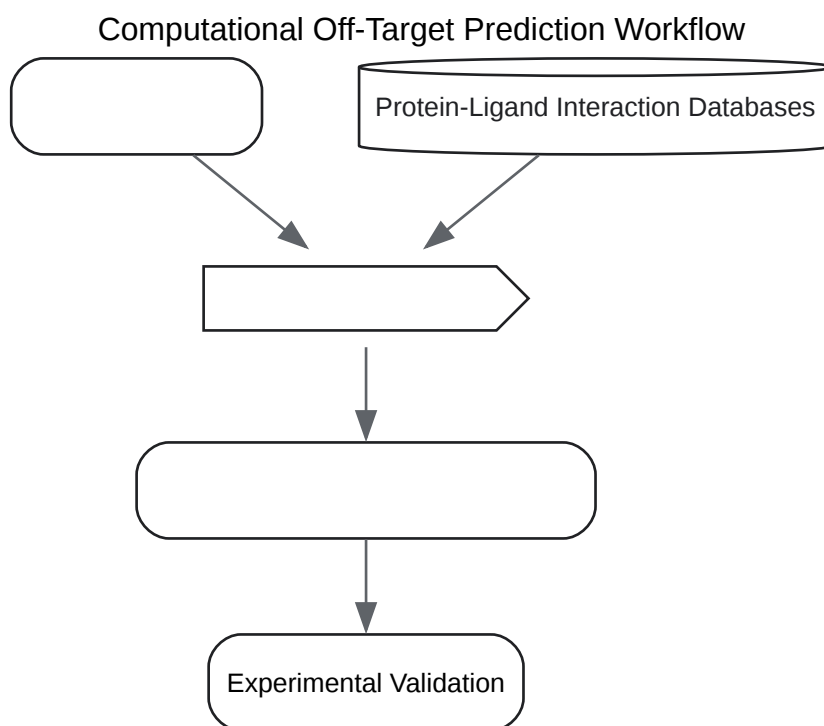 Computational Off-Target Prediction Workflow
Protein-Ligand Interaction Databases
Experimental Validation